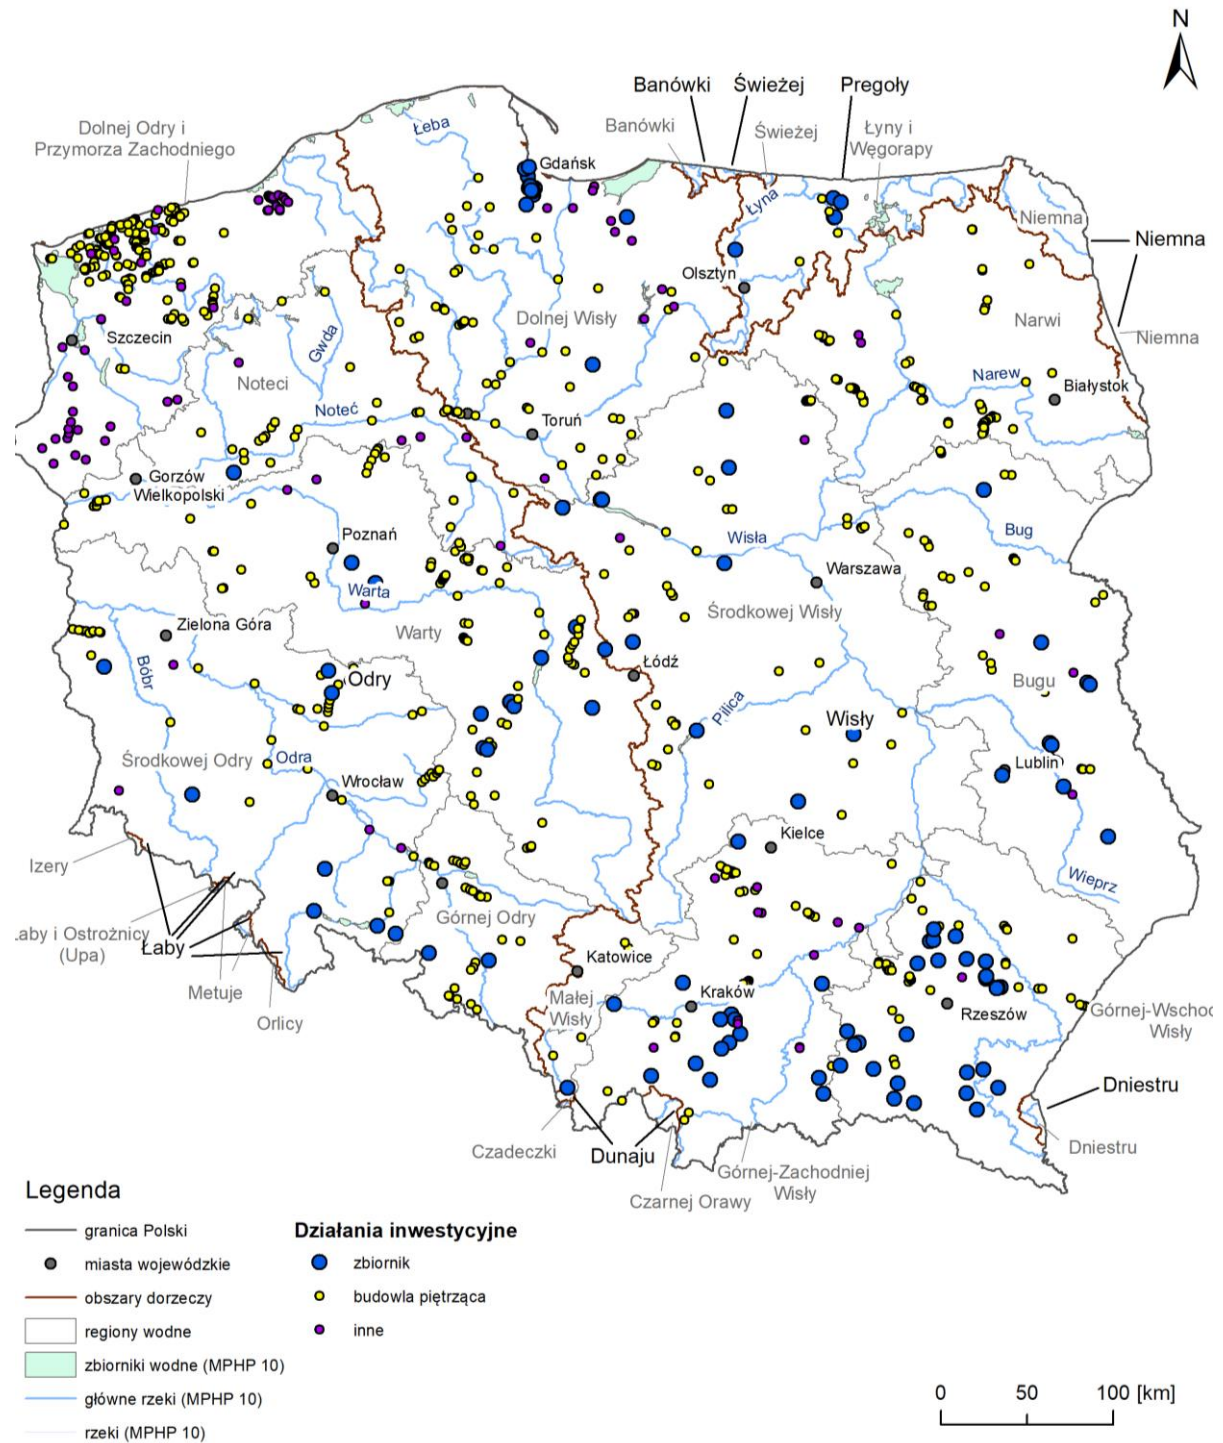 N
Banówki
Świeżej
Pregoły
Łeba
Banówki
Świeżej
Łyny i
Węgorapy
Dolnej Odry i
Przymorza Zachodniego
Gdańsk
Łyna
Niemna
Niemna
Olsztyn
Dolnej Wisły
Narwi
Niemna
Szczecin
Gwda
Noteci
Narew
Białystok
Noteć
Toruń
Gorzów
Wielkopolski
Bug
Poznań
Wisła
Warszawa
Warta
Środkowej Wisły
Zielona Góra
Warty
Łódź
Bóbr
Odry
Bugu
Pilica
Wisły
Środkowej Odry
Odra
Lublin
Wrocław
Kielce
Izery
Wieprz
Górnej Odry
Łaby i Ostrożnicy
(Upa)
Łaby
Katowice
Metuje
Małej
Wisły
Kraków
Rzeszów
Górnej-Wschod
Wisły
Orlicy
Dniestru
Czadeczki
Dunaju
Dniestru
Górnej-Zachodniej
Wisły
Czarnej Orawy
Legenda
granica Polski
miasta wojewódzkie
obszary dorzeczy
regiony wodne
zbiorniki wodne (MPHP 10)
główne rzeki (MPHP 10)
rzeki (MPHP 10)
Działania inwestycyjne
zbiornik
budowla piętrząca
inne
0 50 100 [km]